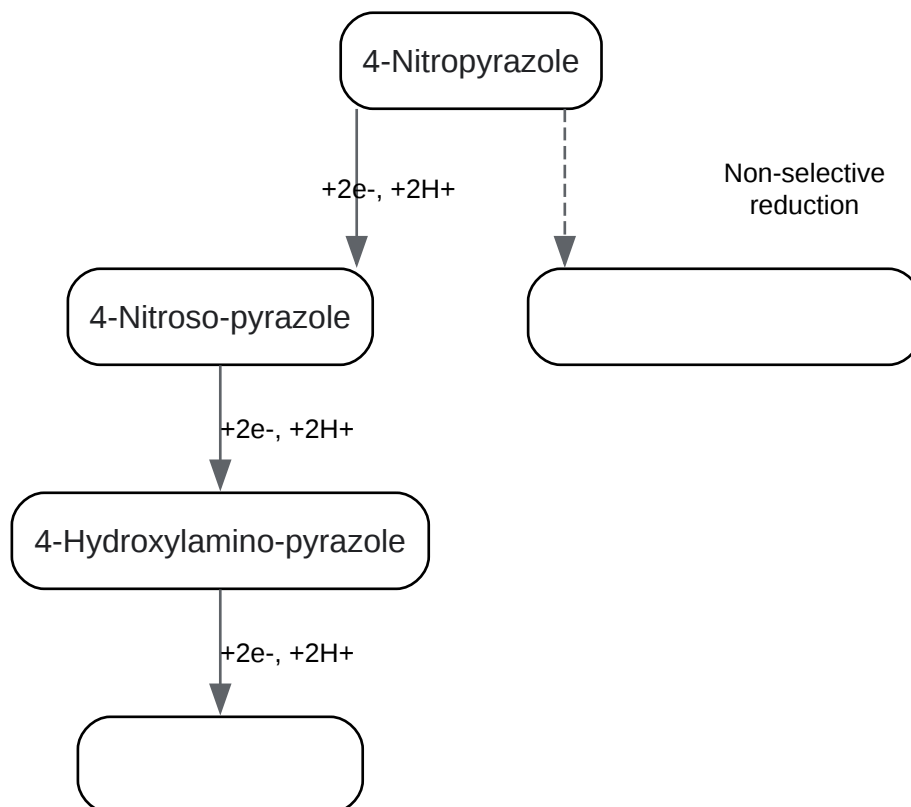 4-Nitropyrazole
+2e-, +2H+
Non-selective
reduction
4-Nitroso-pyrazole
+2e-, +2H+
4-Hydroxylamino-pyrazole
+2e-, +2H+